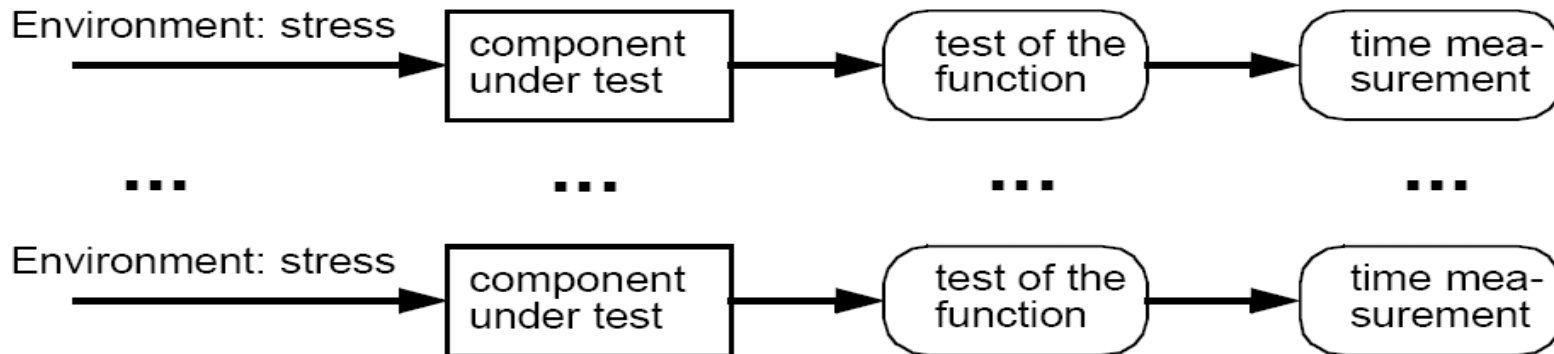 Environment: stress
component
under test
test of the
function
time mea-
surement
... ... ... ...
Environment: stress
component
under test
test of the
function
time mea-
surement